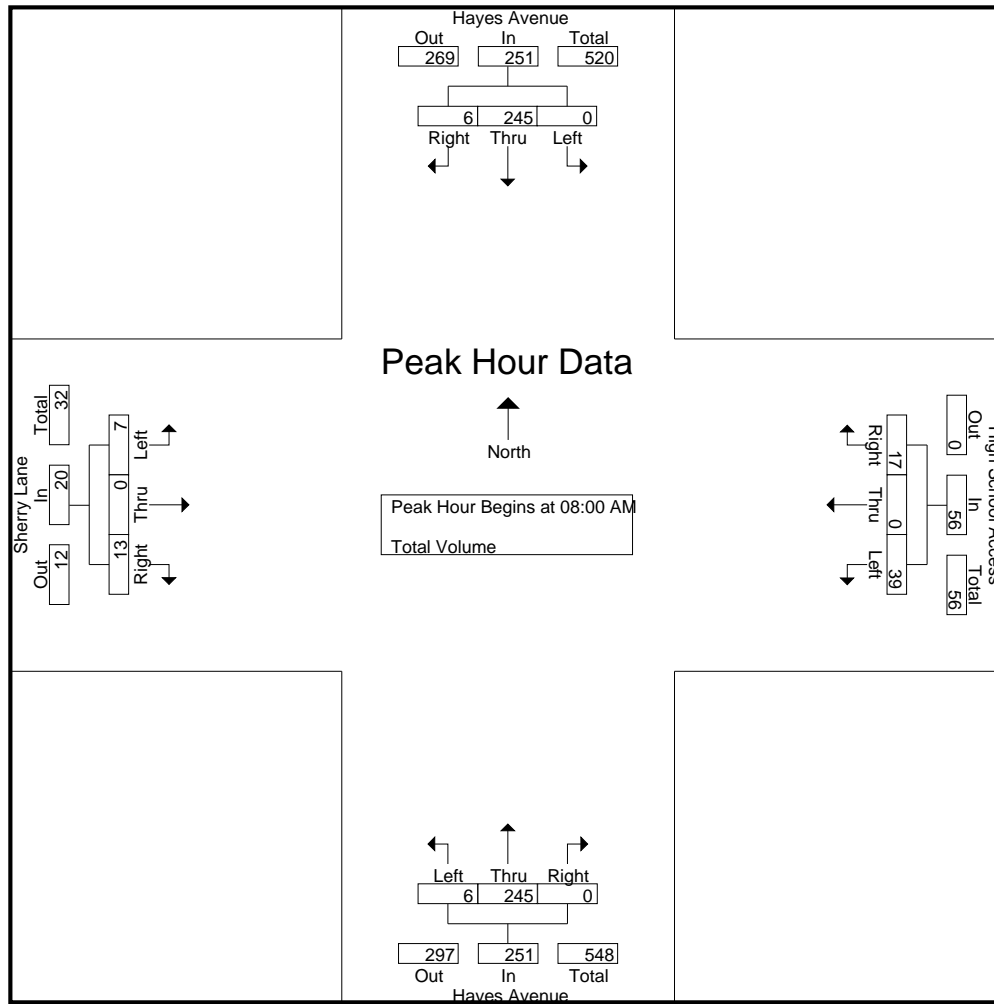 Hayes Avenue
Out In Total
269 251 520
6 245 0
Right Thru Left
Peak Hour Data
North
Peak Hour Begins at 08:00 AM
Total Volume
Sherry Lane
Out In Total
12 20 32
7 0 13
Left Thru Right
High School Access
Out In Total
0 56 56
17 0 39
Right Thru Left
Left Thru Right
6 245 0
297 251 548
Out In Total
Hayes Avenue